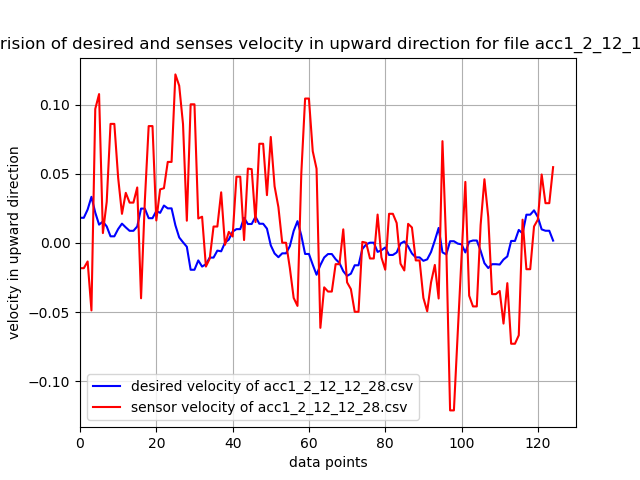 rision of desired and senses velocity in upward direction for file acc1_2_12_1
velocity in upward direction
0.10
0.05
0.00
−0.05
−0.10
desired velocity of acc1_2_12_12_28.csv
sensor velocity of acc1_2_12_12_28.csv
0 20 40 60 80 100 120
data points